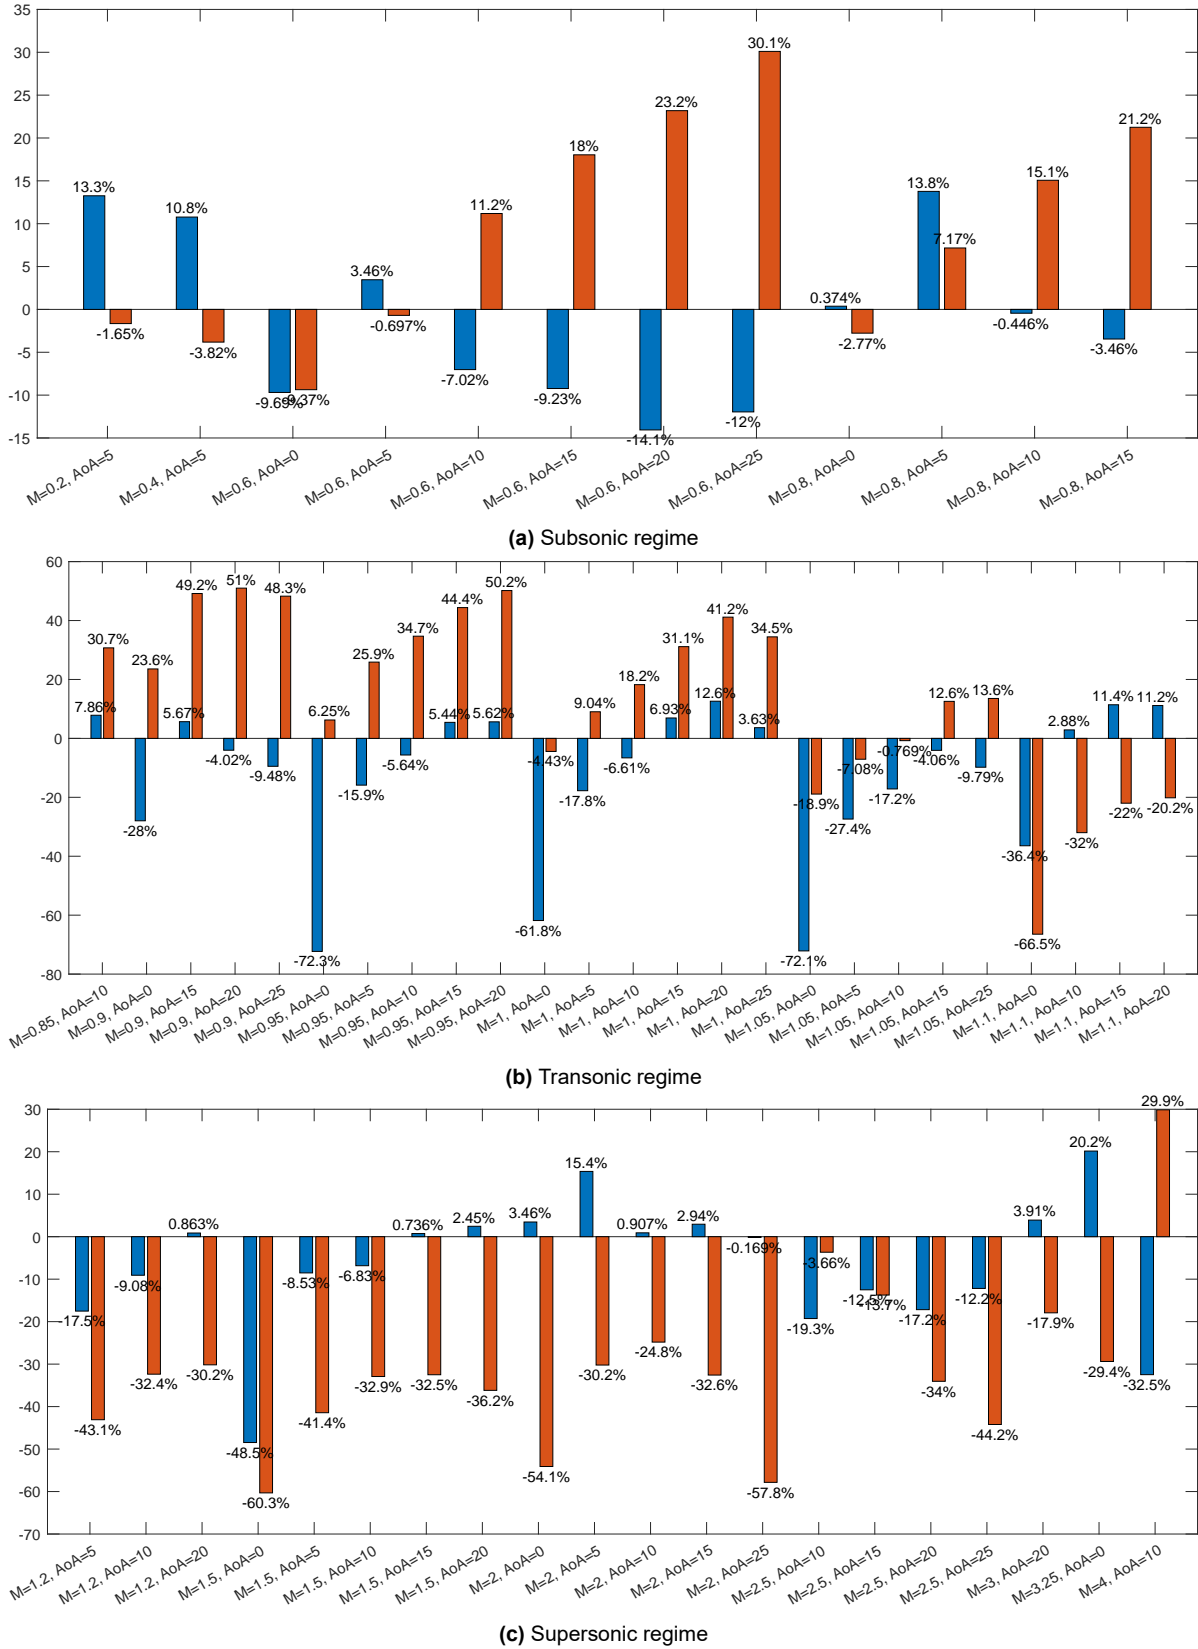 35
30
25
20
15
10
5
0
-5
-10
-15
13.3%
-1.65%
10.8%
-3.82%
-9.69%
-9.37%
3.46%
-0.697%
-7.02%
11.2%
-9.23%
18%
-14.1%
23.2%
-12%
30.1%
0.374%
-2.77%
13.8%
7.17%
-0.446%
15.1%
-3.46%
21.2%
M=0.2, AoA=5
M=0.4, AoA=5
M=0.6, AoA=0
M=0.6, AoA=5
M=0.6, AoA=10
M=0.6, AoA=15
M=0.6, AoA=20
M=0.6, AoA=25
M=0.8, AoA=0
M=0.8, AoA=5
M=0.8, AoA=10
M=0.8, AoA=15
(a) Subsonic regime
60
40
20
0
-20
-40
-60
-80
7.86%
30.7%
-28%
23.6%
5.67%
49.2%
-4.02%
51%
-9.48%
48.3%
-72.3%
6.25%
-15.9%
25.9%
-5.64%
34.7%
5.44%
44.4%
5.62%
50.2%
-61.8%
-4.43%
-17.8%
9.04%
-6.61%
18.2%
6.93%
31.1%
12.6%
41.2%
3.63%
34.5%
-72.1%
-18.9%
-27.4%
-7.08%
-17.2%
-0.769%
-4.06%
12.6%
-9.79%
13.6%
-36.4%
-66.5%
2.88%
-32%
11.4%
-22%
11.2%
-20.2%
M=0.85, AoA=10
M=0.9, AoA=0
M=0.9, AoA=15
M=0.9, AoA=20
M=0.9, AoA=25
M=0.95, AoA=0
M=0.95, AoA=5
M=0.95, AoA=10
M=0.95, AoA=15
M=0.95, AoA=20
M=1, AoA=0
M=1, AoA=5
M=1, AoA=10
M=1, AoA=15
M=1, AoA=20
M=1, AoA=25
M=1.05, AoA=0
M=1.05, AoA=5
M=1.05, AoA=10
M=1.05, AoA=15
M=1.05, AoA=25
M=1.1, AoA=0
M=1.1, AoA=10
M=1.1, AoA=15
M=1.1, AoA=20
(b) Transonic regime
30
20
10
0
-10
-20
-30
-40
-50
-60
-70
-17.5%
-43.1%
-9.08%
-32.4%
0.863%
-30.2%
-48.5%
-60.3%
-8.53%
-41.4%
-6.83%
-32.9%
0.736%
-32.5%
2.45%
-36.2%
3.46%
-54.1%
15.4%
-30.2%
0.907%
-24.8%
2.94%
-32.6%
-0.169%
-57.8%
-19.3%
-3.66%
-12.5%
-13.7%
-17.2%
-34%
-12.2%
-44.2%
3.91%
-17.9%
20.2%
-29.4%
-32.5%
29.9%
M=1.2, AoA=5
M=1.2, AoA=10
M=1.2, AoA=20
M=1.5, AoA=0
M=1.5, AoA=5
M=1.5, AoA=10
M=1.5, AoA=15
M=1.5, AoA=20
M=2, AoA=0
M=2, AoA=5
M=2, AoA=10
M=2, AoA=15
M=2, AoA=25
M=2.5, AoA=10
M=2.5, AoA=15
M=2.5, AoA=20
M=2.5, AoA=25
M=3, AoA=20
M=3.25, AoA=0
M=4, AoA=10
(c) Supersonic regime